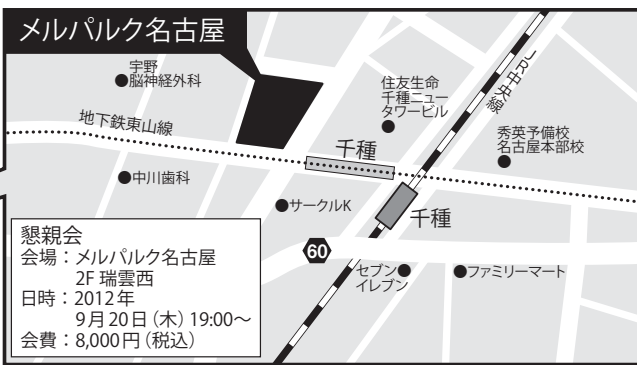 メルパルク名古屋
宇野
脳神経外科
地下鉄東山線
住友生命
千種ニュー
タワービル
JR中央線
秀英予備校
名古屋本部校
千種
中川歯科
サークルK
千種
60
セブン
イレブン
ファミリーマート
懇親会
会場：メルパルク名古屋
2F 瑞雲西
日時：2012年
9月20日（木）19:00～
会費：8,000円（税込）